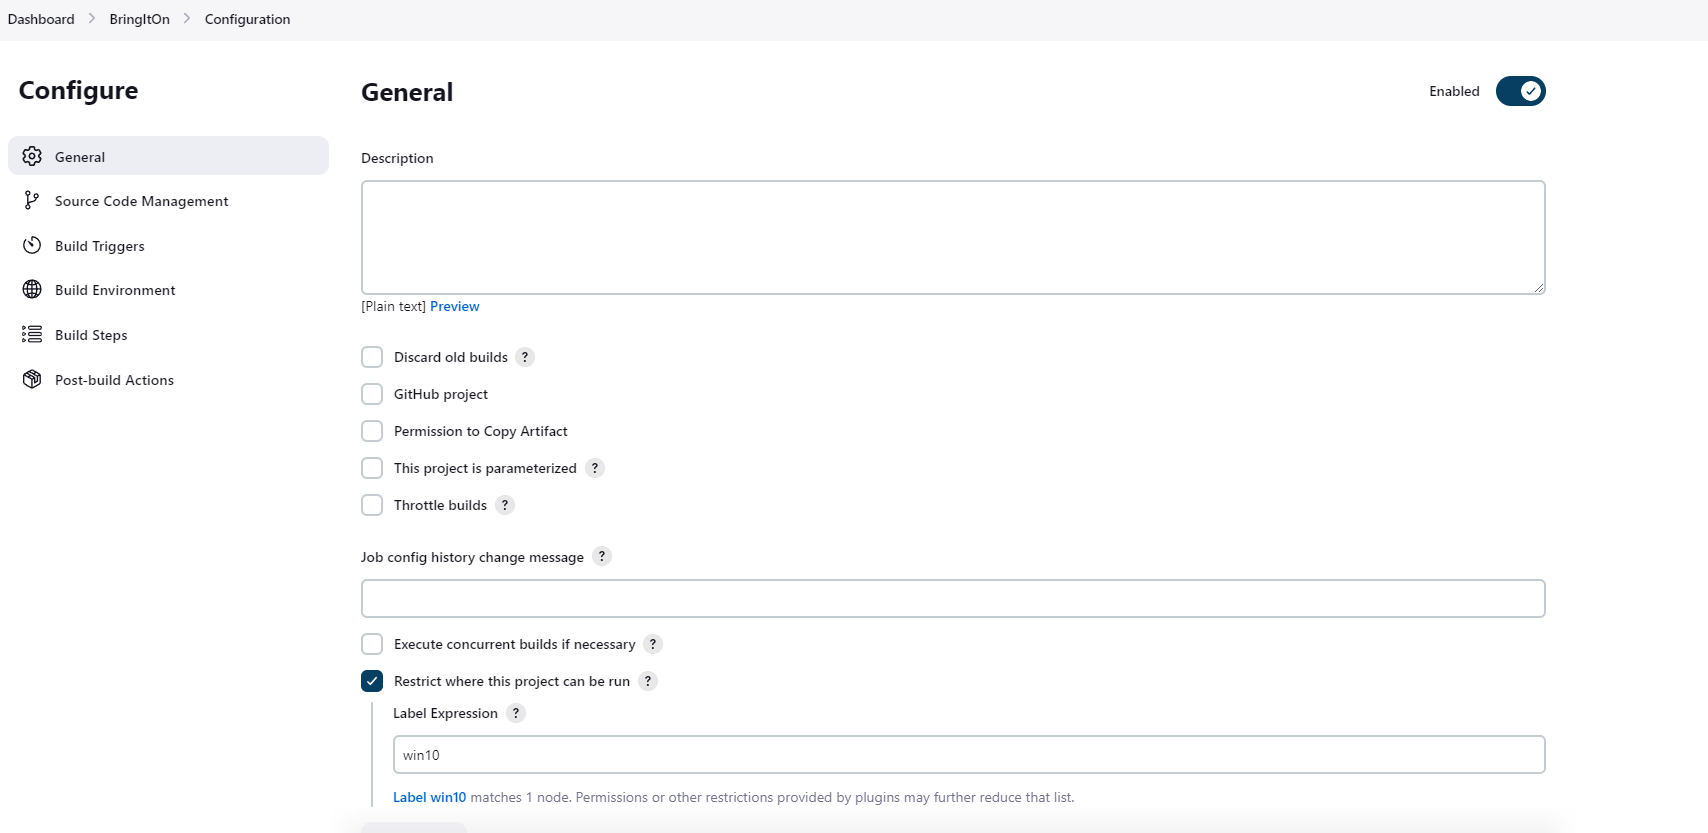 Dashboard > BringItOn > Configuration
Configure
General
Source Code Management
Build Triggers
Build Environment
Build Steps
Post-build Actions
General
Enabled
Description
[Plain text] Preview
Discard old builds ?
GitHub project
Permission to Copy Artifact
This project is parameterized ?
Throttle builds ?
Job config history change message ?
Execute concurrent builds if necessary ?
Restrict where this project can be run ?
Label Expression ?
win10
Label win10 matches 1 node. Permissions or other restrictions provided by plugins may further reduce that list.